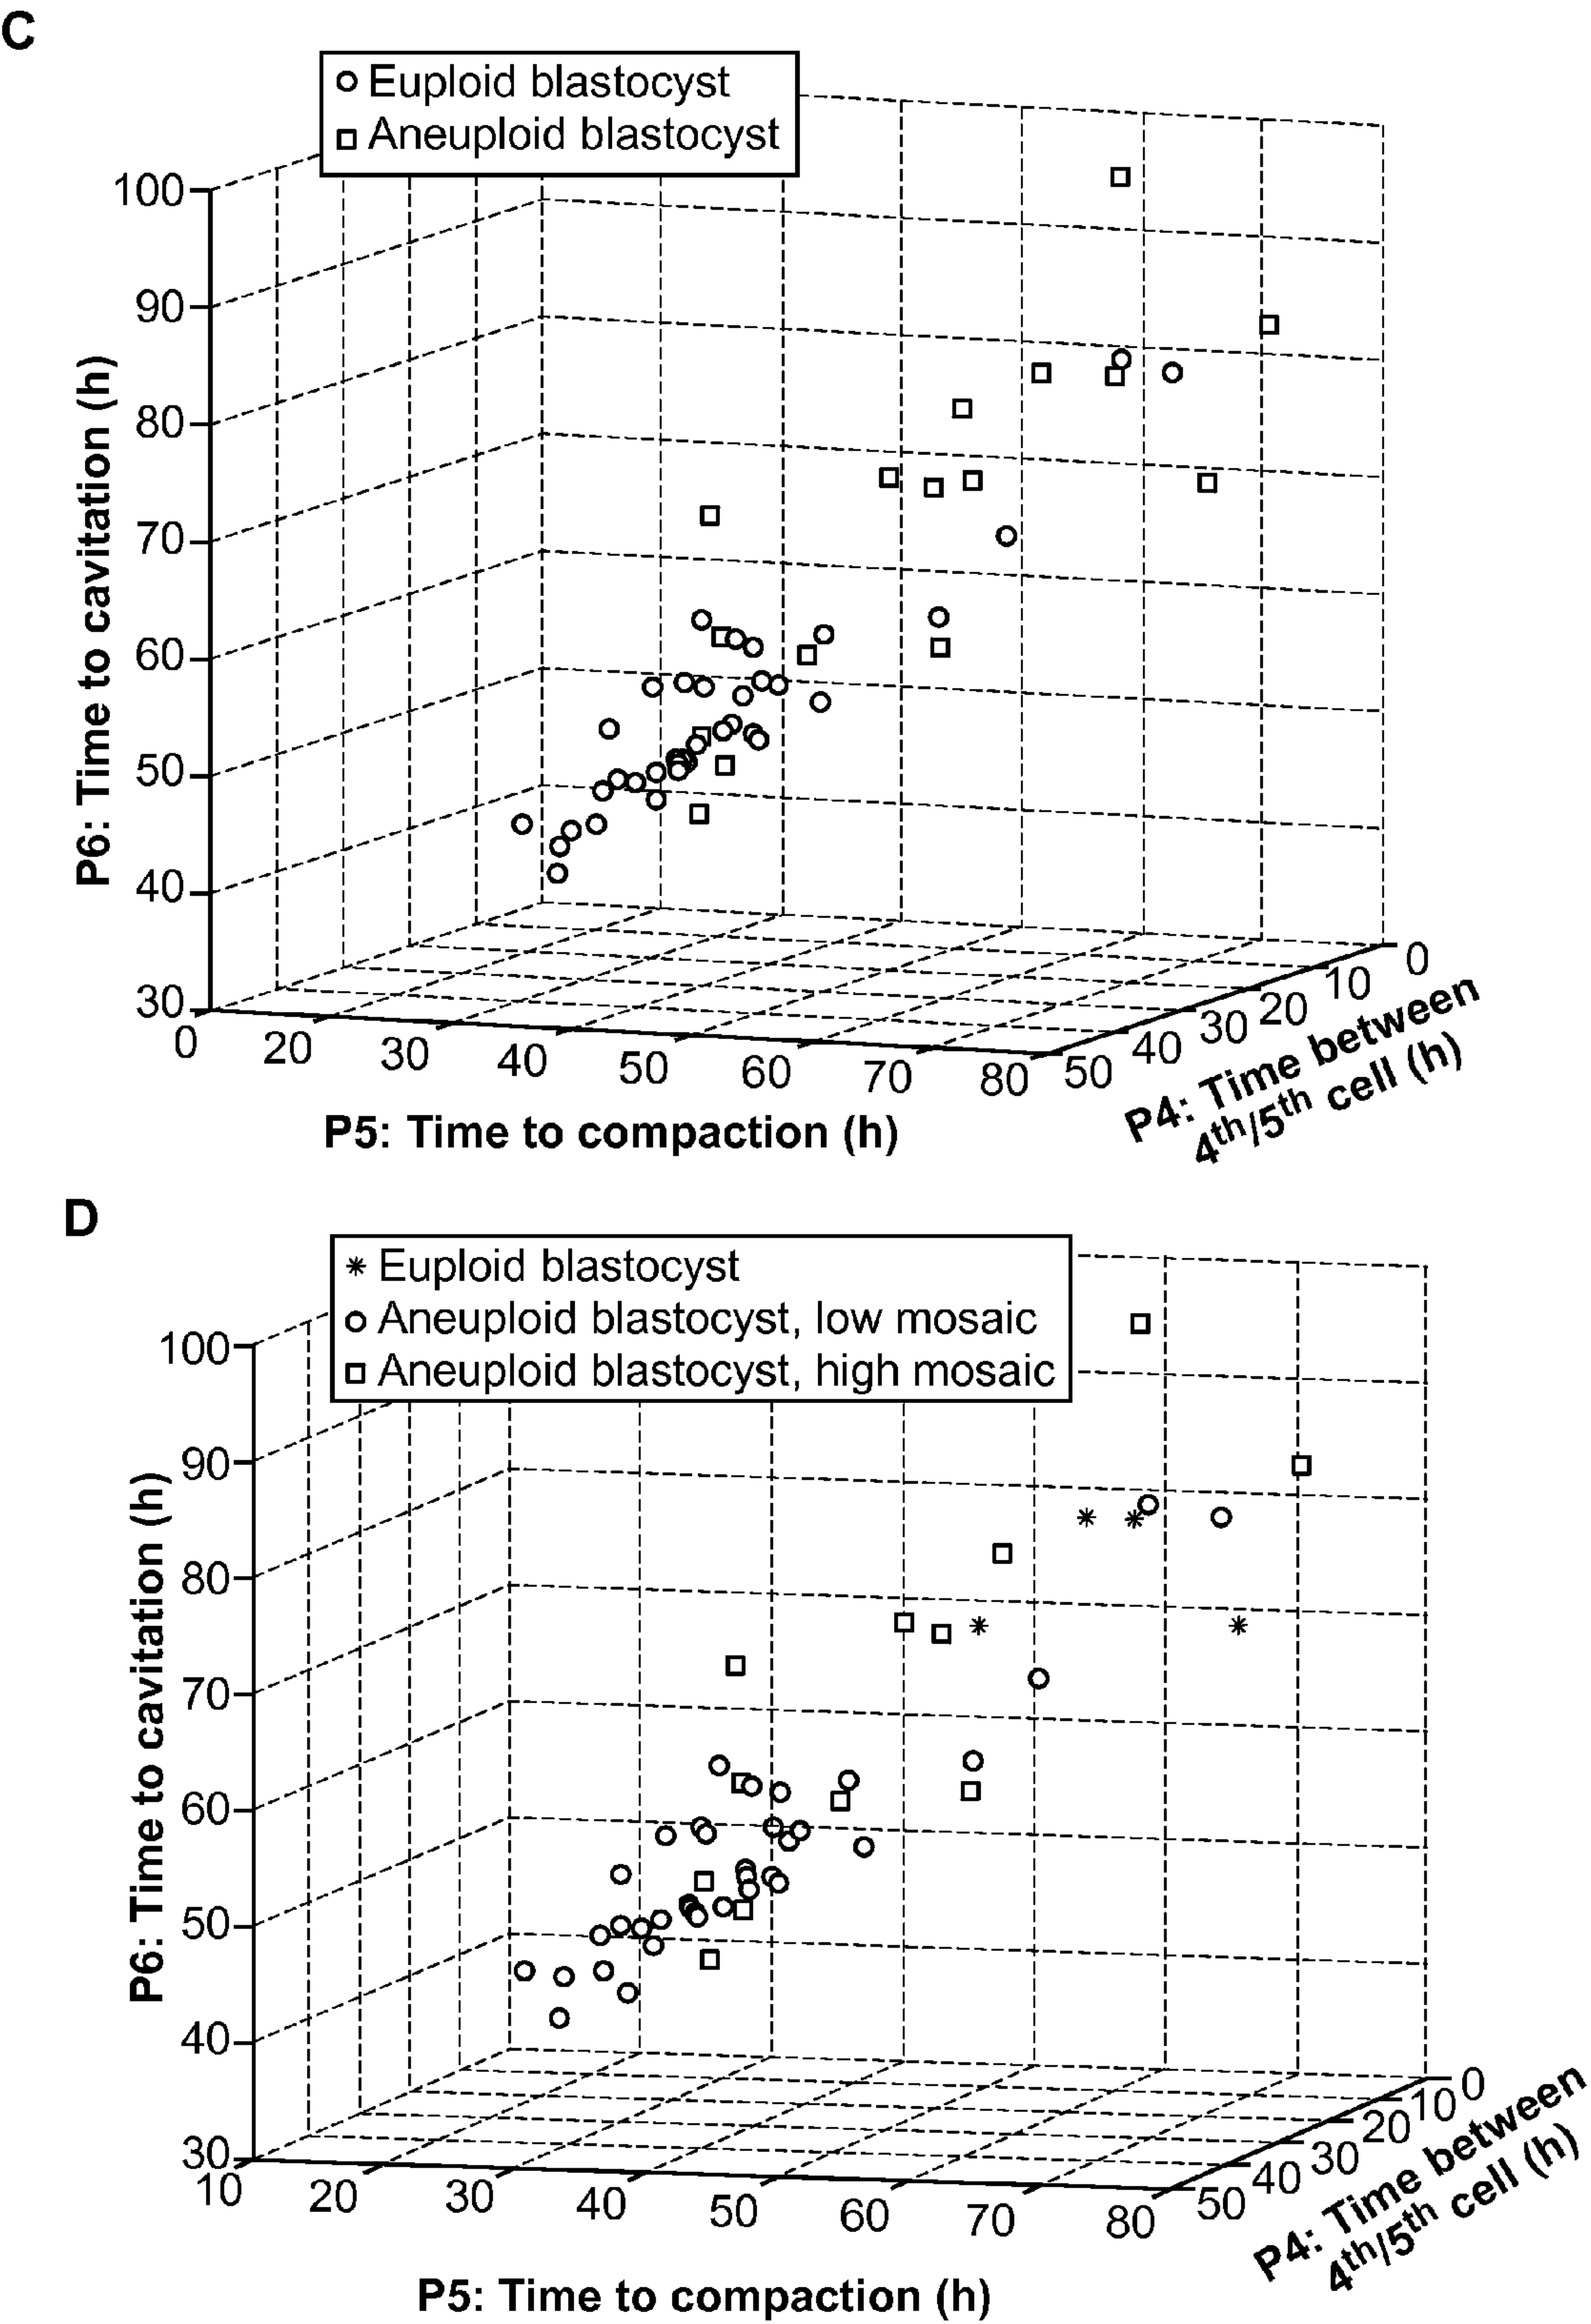 C
Euploid blastocyst
Aneuploid blastocyst
100
90
80
70
60
50
40
30
P6: Time to cavitation (h)
0 20 30 40 50 60 70 80
50 40 30 20 10 0
P5: Time to compaction (h)
P4: Time between
4th/5th cell (h)
D
Euploid blastocyst
Aneuploid blastocyst, low mosaic
Aneuploid blastocyst, high mosaic
100
90
80
70
60
50
40
30
P6: Time to cavitation (h)
10 20 30 40 50 60 70 80
50 40 30 20 10 0
P5: Time to compaction (h)
P4: Time between
4th/5th cell (h)